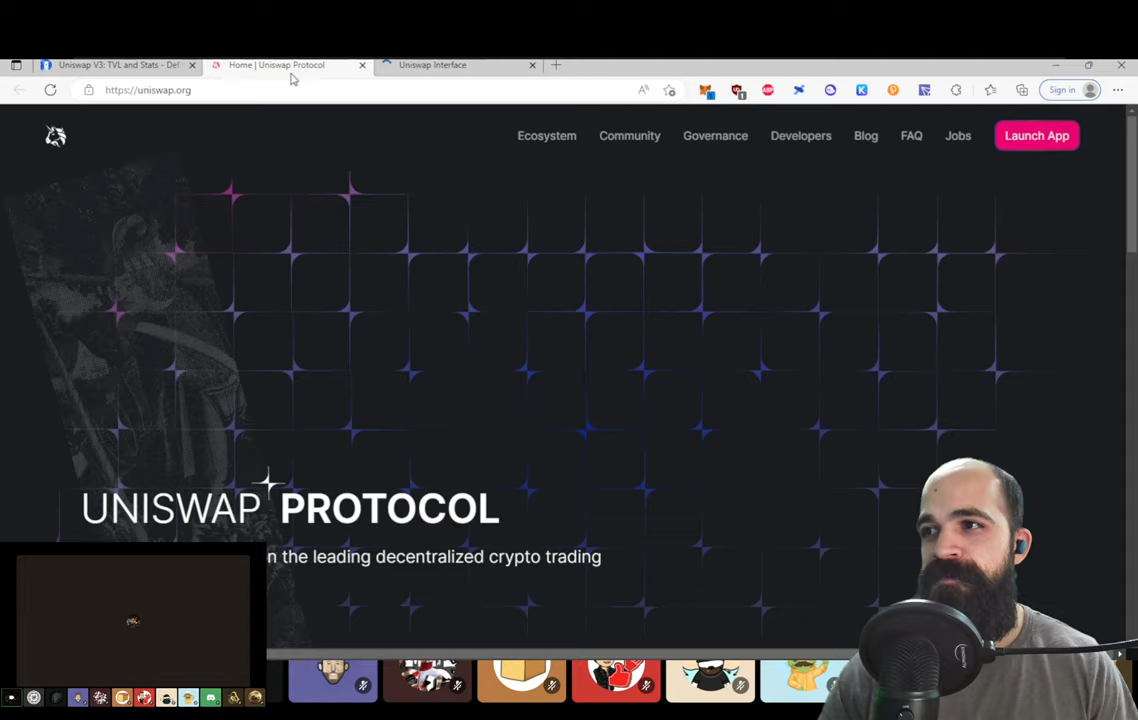 Uniswap V3: TVL and Stats - Def
Home | Uniswap Protocol
Uniswap Interface
https://uniswap.org
Sign in
Ecosystem
Community
Governance
Developers
Blog
FAQ
Jobs
Launch App
UNISWAP PROTOCOL
n the leading decentralized crypto trading